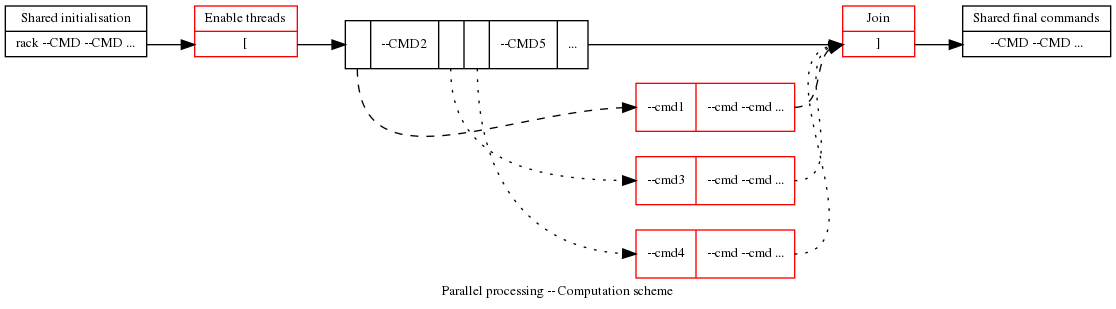 Shared initialisation
rack --CMD --CMD ...
Enable threads
[
--CMD2
--CMD5
...
Join
]
Shared final commands
--CMD --CMD ...
--cmd1
--cmd --cmd ...
--cmd3
--cmd --cmd ...
--cmd4
--cmd --cmd ...
Parallel processing -- Computation scheme